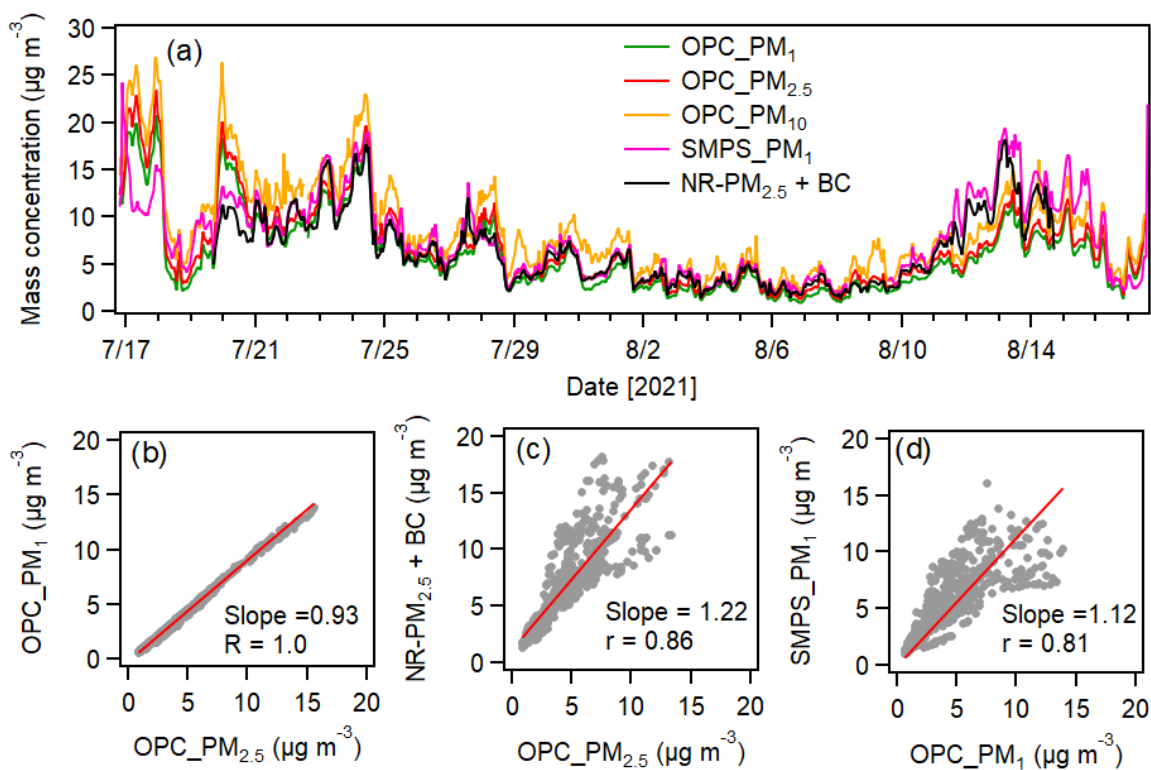 Mass concentration (µg m⁻³)
30
25
20
15
10
5
0
(a)
OPC_PM₁
OPC_PM₂.₅
OPC_PM₁₀
SMPS_PM₁
NR-PM₂.₅ + BC
7/17 7/21 7/25 7/29 8/2 8/6 8/10 8/14
Date [2021]
OPC_PM₁ (µg m⁻³)
20
15
10
5
0
(b)
Slope =0.93
R = 1.0
0 5 10 15 20
OPC_PM₂.₅ (µg m⁻³)
NR-PM₂.₅ + BC (µg m⁻³)
20
15
10
5
0
(c)
Slope = 1.22
r = 0.86
0 5 10 15 20
OPC_PM₂.₅ (µg m⁻³)
SMPS_PM₁ (µg m⁻³)
20
15
10
5
0
(d)
Slope =1.12
r = 0.81
0 5 10 15 20
OPC_PM₁ (µg m⁻³)